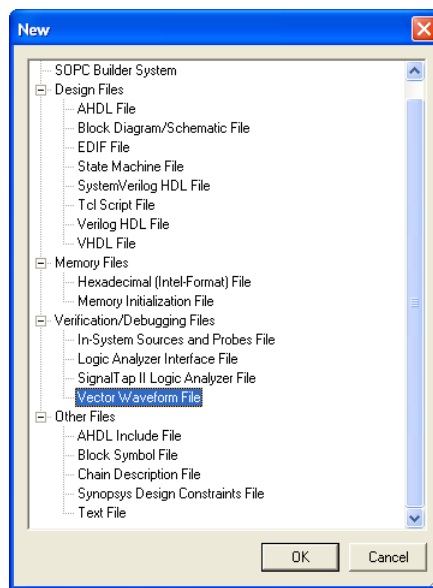 New
SOPC Builder System
Design Files
AHDL File
Block Diagram/Schematic File
EDIF File
State Machine File
SystemVerilog HDL File
Tcl Script File
Verilog HDL File
VHDL File
Memory Files
Hexadecimal (Intel-Format) File
Memory Initialization File
Verification/Debugging Files
In-System Sources and Probes File
Logic Analyzer Interface File
SignalTap II Logic Analyzer File
Vector Waveform File
Other Files
AHDL Include File
Block Symbol File
Chain Description File
Synopsys Design Constraints File
Text File
OK Cancel